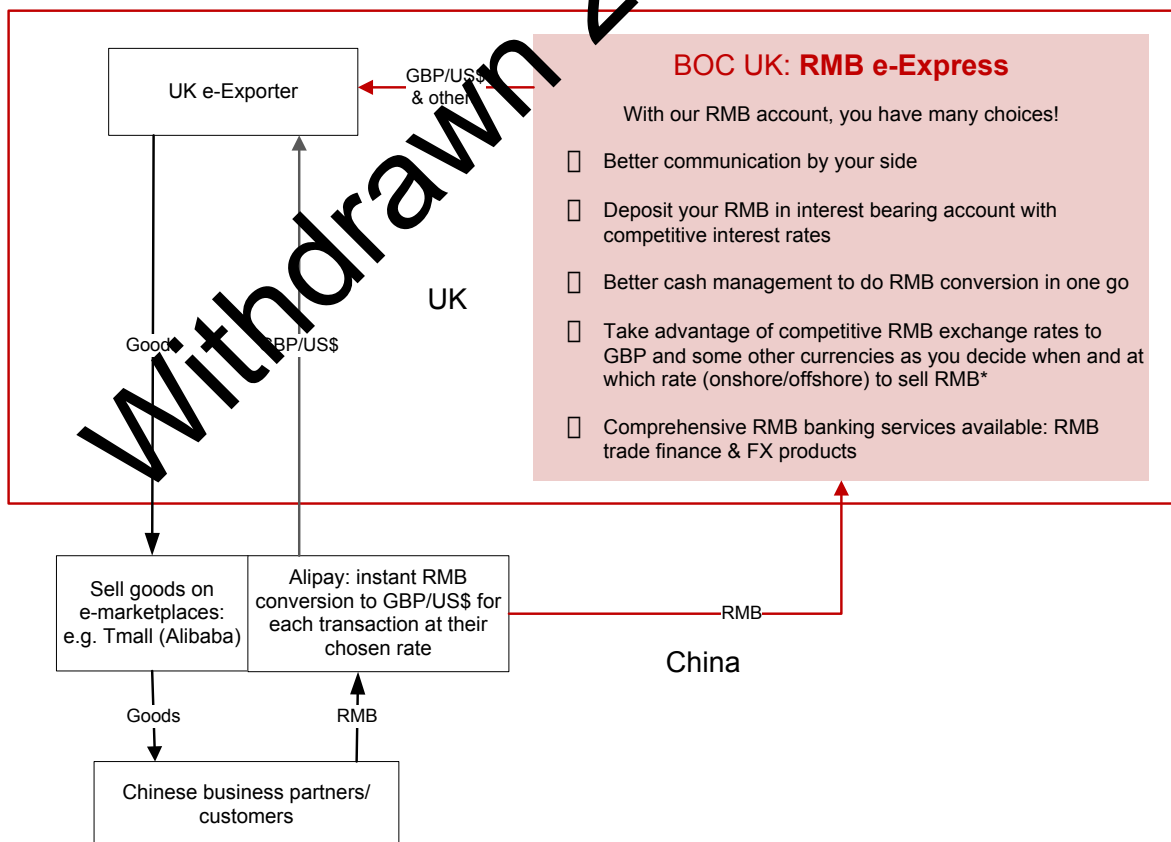 UK e-Exporter
GBP/US$
& other
BOC UK: RMB e-Express
With our RMB account, you have many choices!
Better communication by your side
Deposit your RMB in interest bearing account with
competitive interest rates
Better cash management to do RMB conversion in one go
Take advantage of competitive RMB exchange rates to
GBP and some other currencies as you decide when and at
which rate (onshore/offshore) to sell RMB*
Comprehensive RMB banking services available: RMB
trade finance & FX products
UK
Goods
GBP/US$
Withdrawn
Sell goods on
e-marketplaces:
e.g. Tmall (Alibaba)
Alipay: instant RMB
conversion to GBP/US$ for
each transaction at their
chosen rate
RMB
China
Goods
RMB
Chinese business partners/
customers